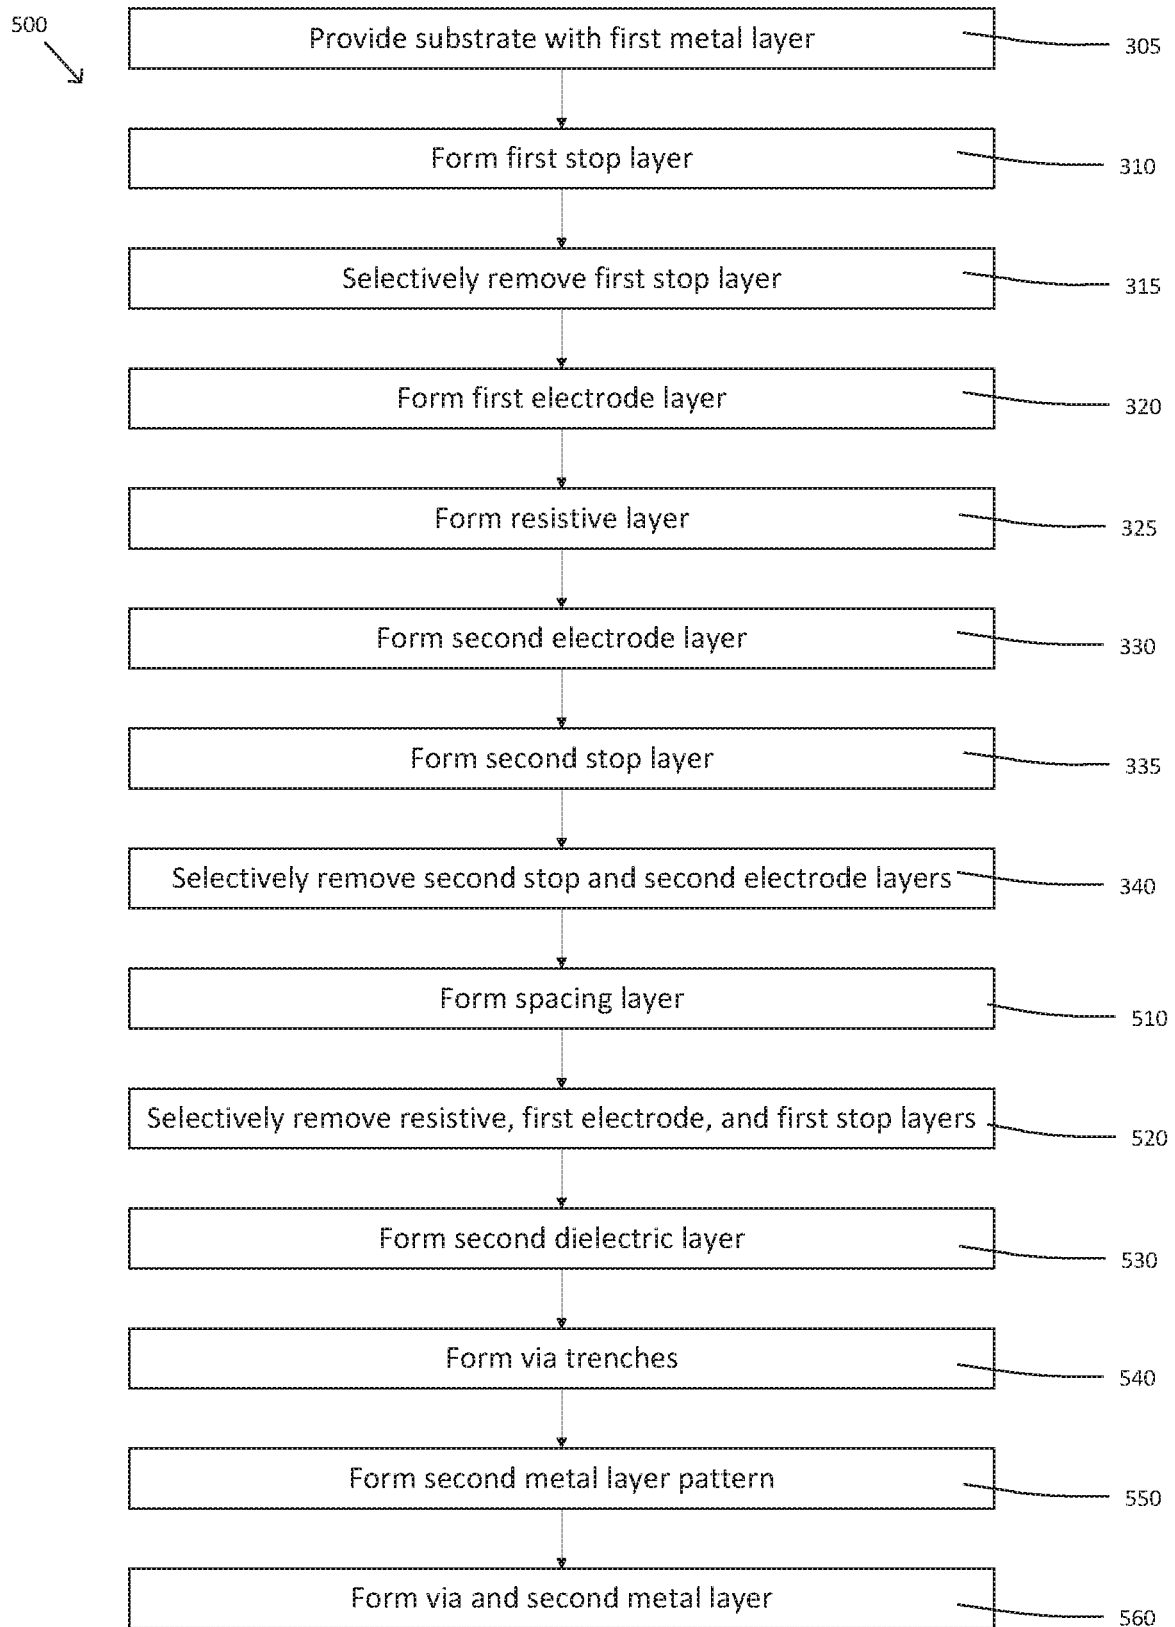 500
Provide substrate with first metal layer
305
Form first stop layer
310
Selectively remove first stop layer
315
Form first electrode layer
320
Form resistive layer
325
Form second electrode layer
330
Form second stop layer
335
Selectively remove second stop and second electrode layers
340
Form spacing layer
510
Selectively remove resistive, first electrode, and first stop layers
520
Form second dielectric layer
530
Form via trenches
540
Form second metal layer pattern
550
Form via and second metal layer
560